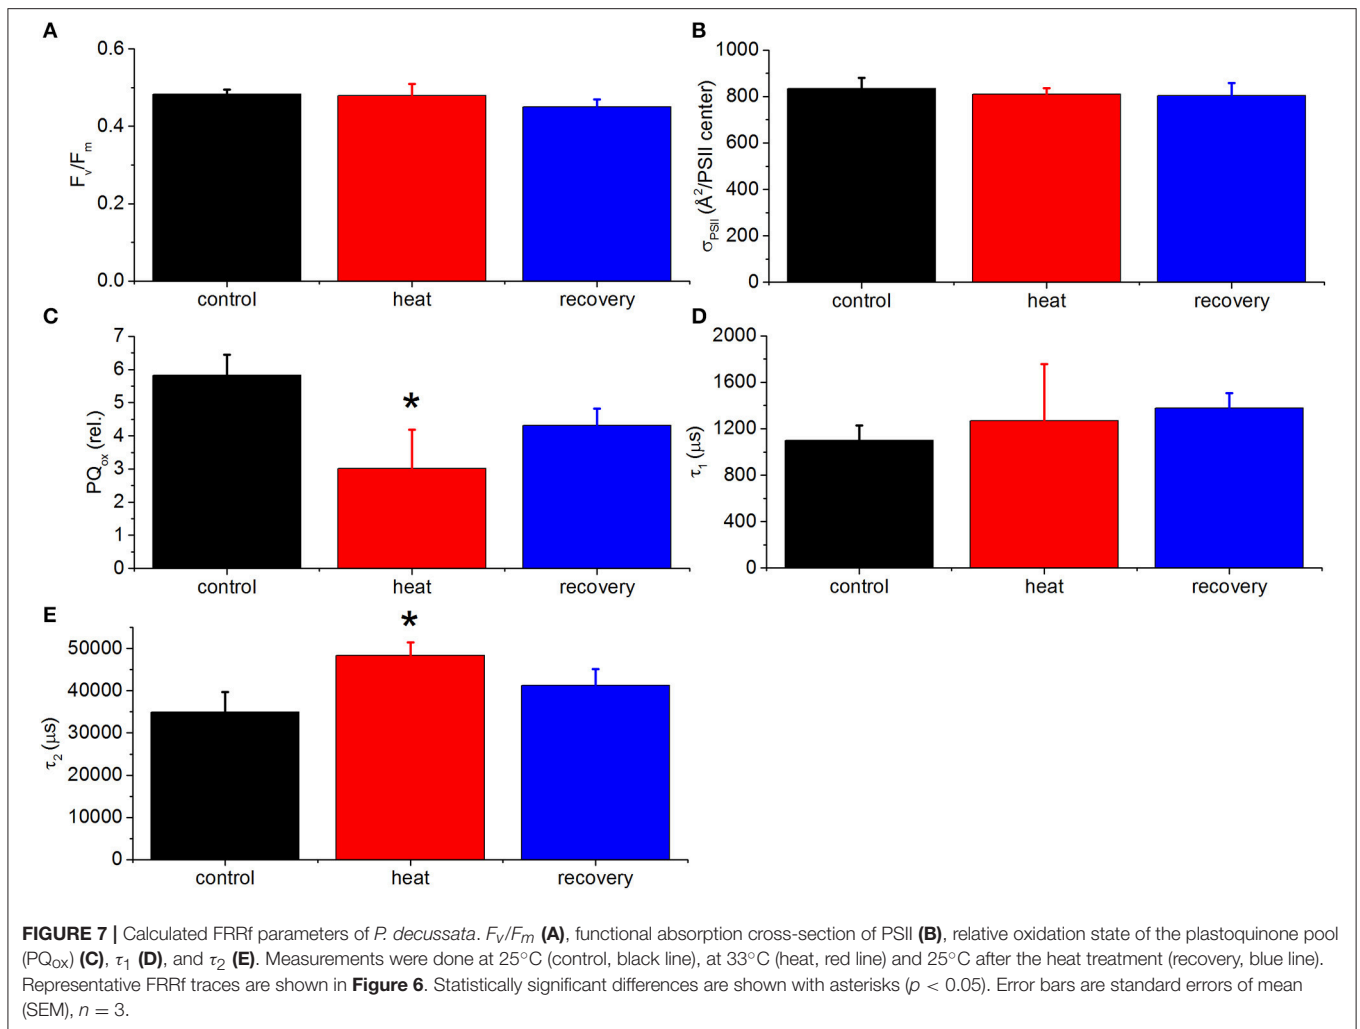 A
0.6
0.4
0.2
0.0
Fv/Fm
control heat recovery
B
1000
800
600
400
200
0
σPSII (Å²/PSII center)
control heat recovery
C
7
6
5
4
3
2
1
0
PQox (rel.)
*
control heat recovery
D
2000
1600
1200
800
400
0
τ1 (μs)
control heat recovery
E
50000
40000
30000
20000
10000
0
τ2 (μs)
*
control heat recovery
FIGURE 7 | Calculated FRRf parameters of P. decussata. Fv/Fm (A), functional absorption cross-section of PSII (B), relative oxidation state of the plastoquinone pool
(PQox) (C), τ1 (D), and τ2 (E). Measurements were done at 25°C (control, black line), at 33°C (heat, red line) and 25°C after the heat treatment (recovery, blue line).
Representative FRRf traces are shown in Figure 6. Statistically significant differences are shown with asterisks (p < 0.05). Error bars are standard errors of mean
(SEM), n = 3.